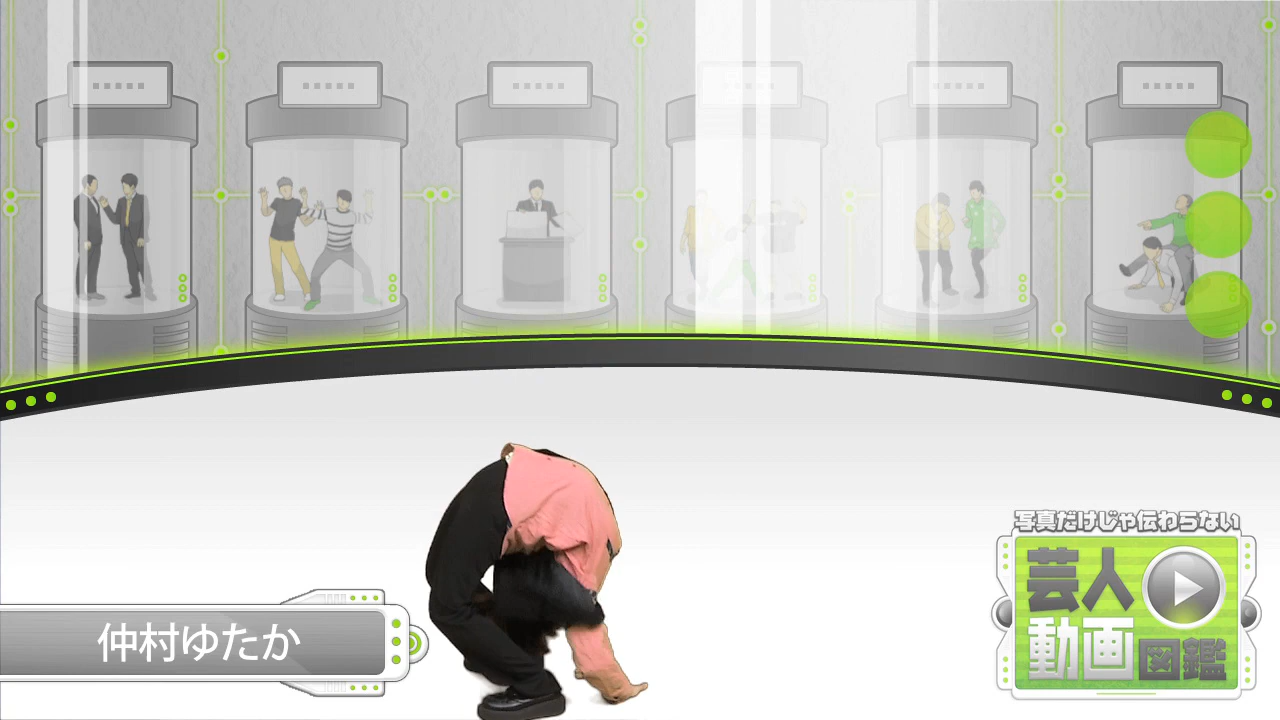 仲村ゆたか
写真だけじゃ伝わらない
芸人
動画図鑑